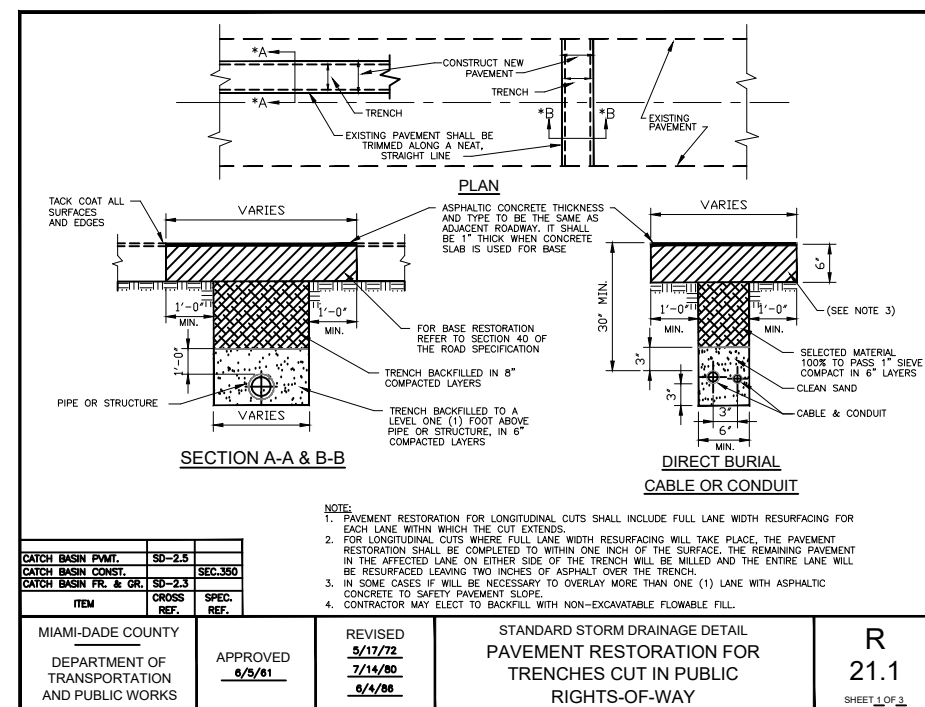 *A
*A
CONSTRUCT NEW
PAVEMENT
TRENCH
TRENCH
*B
*B
EXISTING
PAVEMENT
EXISTING PAVEMENT SHALL BE
TRIMMED ALONG A NEAT,
STRAIGHT LINE
PLAN
TACK COAT ALL
SURFACES
AND EDGES
VARIES
ASPHALTIC CONCRETE THICKNESS
AND TYPE TO BE THE SAME AS
ADJACENT ROADWAY. IT SHALL
BE 1" THICK WHEN CONCRETE
SLAB IS USED FOR BASE
1'-0"
MIN.
1'-0"
MIN.
1'-0"
FOR BASE RESTORATION
REFER TO SECTION 40 OF
THE ROAD SPECIFICATION
TRENCH BACKFILLED IN 8"
COMPACTED LAYERS
PIPE OR STRUCTURE
TRENCH BACKFILLED TO A
LEVEL ONE (1) FOOT ABOVE
PIPE OR STRUCTURE, IN 6"
COMPACTED LAYERS
VARIES
SECTION A-A & B-B
VARIES
6"
30" MIN.
1'-0"
MIN.
1'-0"
MIN.
(SEE NOTE 3)
3"
SELECTED MATERIAL
100% TO PASS 1" SIEVE
COMPACT IN 6" LAYERS
CLEAN SAND
3"
CABLE & CONDUIT
3"
6"
MIN.
DIRECT BURIAL
CABLE OR CONDUIT
NOTE:
1. PAVEMENT RESTORATION FOR LONGITUDINAL CUTS SHALL INCLUDE FULL LANE WIDTH RESURFACING FOR
EACH LANE WITHN WHICH THE CUT EXTENDS.
2. FOR LONGITUDINAL CUTS WHERE FULL LANE WIDTH RESURFACING WILL TAKE PLACE, THE PAVEMENT
RESTORATION SHALL BE COMPLETED TO WITHIN ONE INCH OF THE SURFACE. THE REMAINING PAVEMENT
IN THE AFFECTED LANE ON EITHER SIDE OF THE TRENCH WILL BE MILLED AND THE ENTIRE LANE WILL
BE RESURFACED LEAVING TWO INCHES OF ASPHALT OVER THE TRENCH.
3. IN SOME CASES IF WILL BE NECESSARY TO OVERLAY MORE THAN ONE (1) LANE WITH ASPHALTIC
CONCRETE TO SAFETY PAVEMENT SLOPE.
4. CONTRACTOR MAY ELECT TO BACKFILL WITH NON-EXCAVATABLE FLOWABLE FILL.
CATCH BASIN PVMT. SD-2.5
CATCH BASIN CONST. SEC.350
CATCH BASIN FR. & GR. SD-2.3
ITEM CROSS REF. SPEC. REF.
MIAMI-DADE COUNTY
DEPARTMENT OF
TRANSPORTATION
AND PUBLIC WORKS
APPROVED
6/5/61
REVISED
5/17/72
7/14/80
6/4/86
STANDARD STORM DRAINAGE DETAIL
PAVEMENT RESTORATION FOR
TRENCHES CUT IN PUBLIC
RIGHTS-OF-WAY
R
21.1
SHEET 1 OF 3